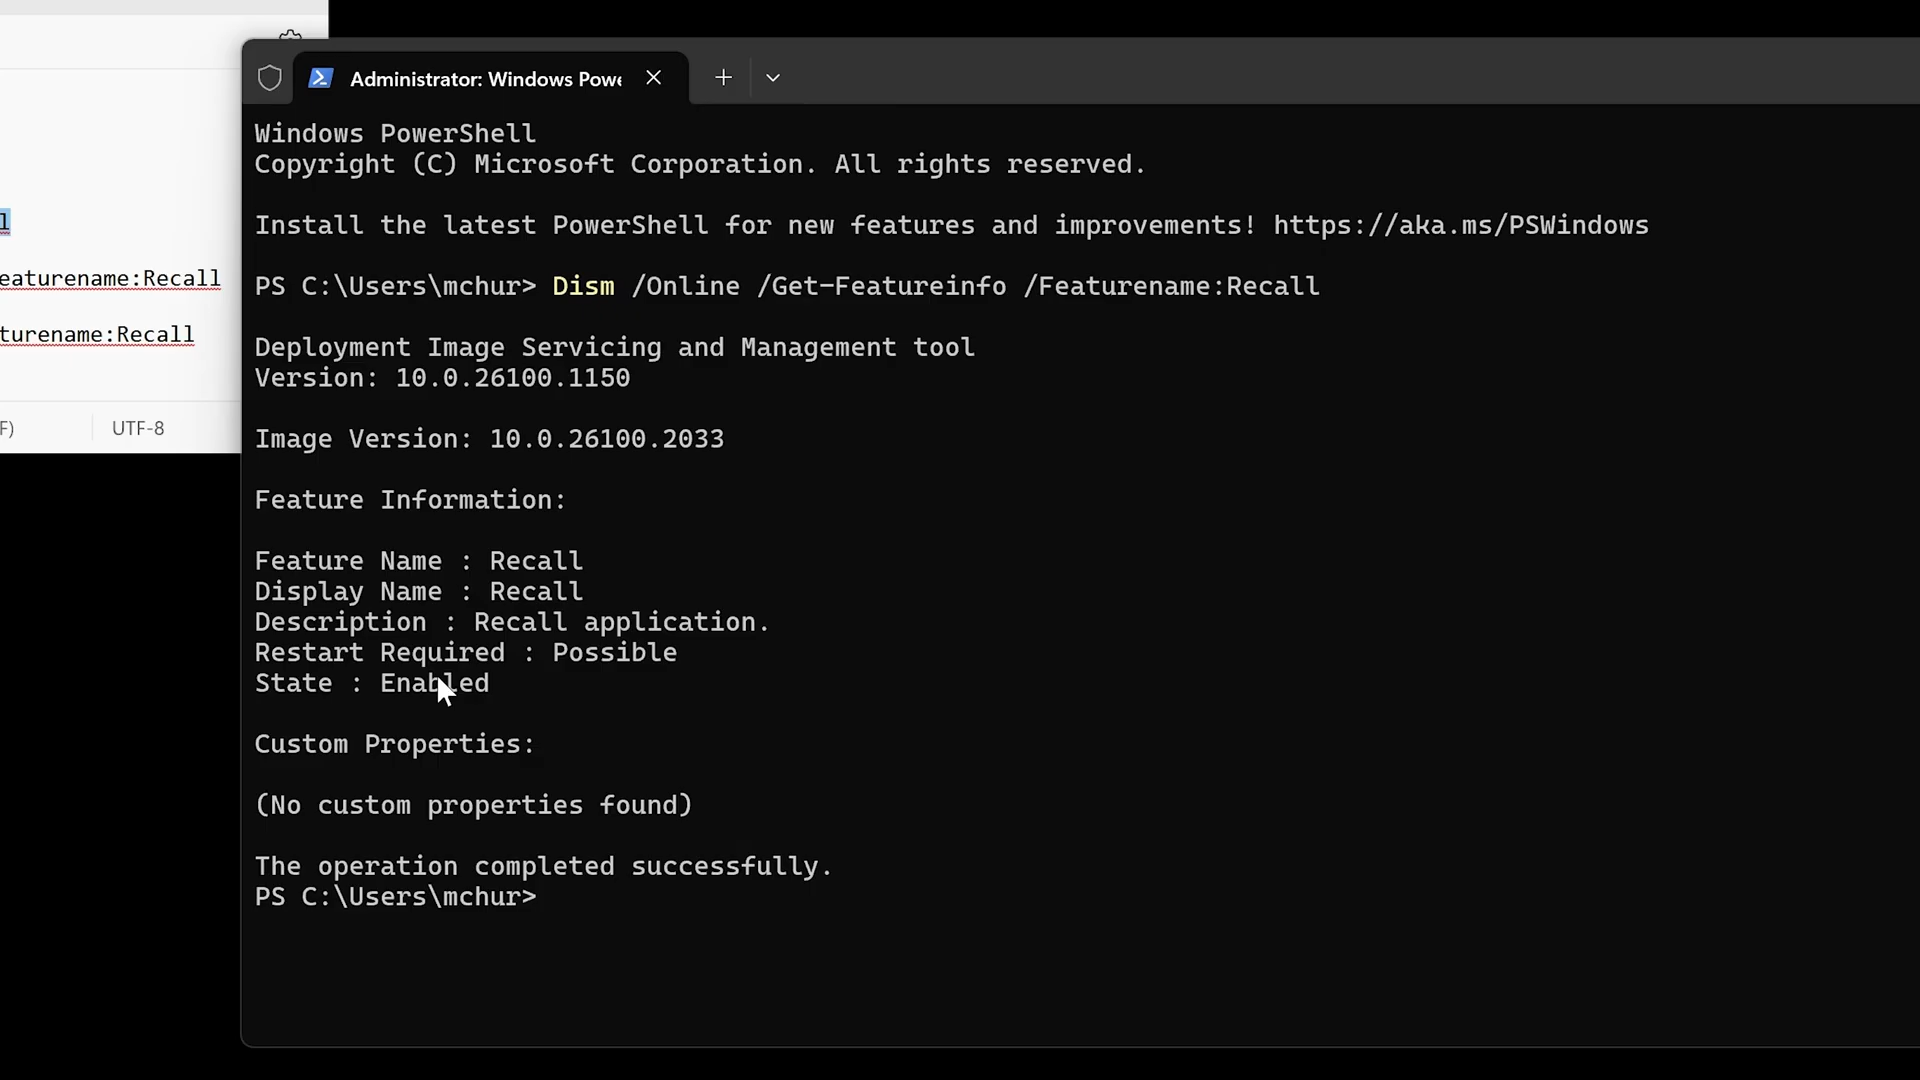 Administrator: Windows Powe
Windows PowerShell
Copyright (C) Microsoft Corporation. All rights reserved.
Install the latest PowerShell for new features and improvements! https://aka.ms/PSWindows
PS C:\Users\mchur> Dism /Online /Get-Featureinfo /Featurename:Recall
Deployment Image Servicing and Management tool
Version: 10.0.26100.1150
Image Version: 10.0.26100.2033
Feature Information:
Feature Name : Recall
Display Name : Recall
Description : Recall application.
Restart Required : Possible
State : Enabled
Custom Properties:
(No custom properties found)
The operation completed successfully.
PS C:\Users\mchur>
l
eaturename:Recall
turename:Recall
F)
UTF-8